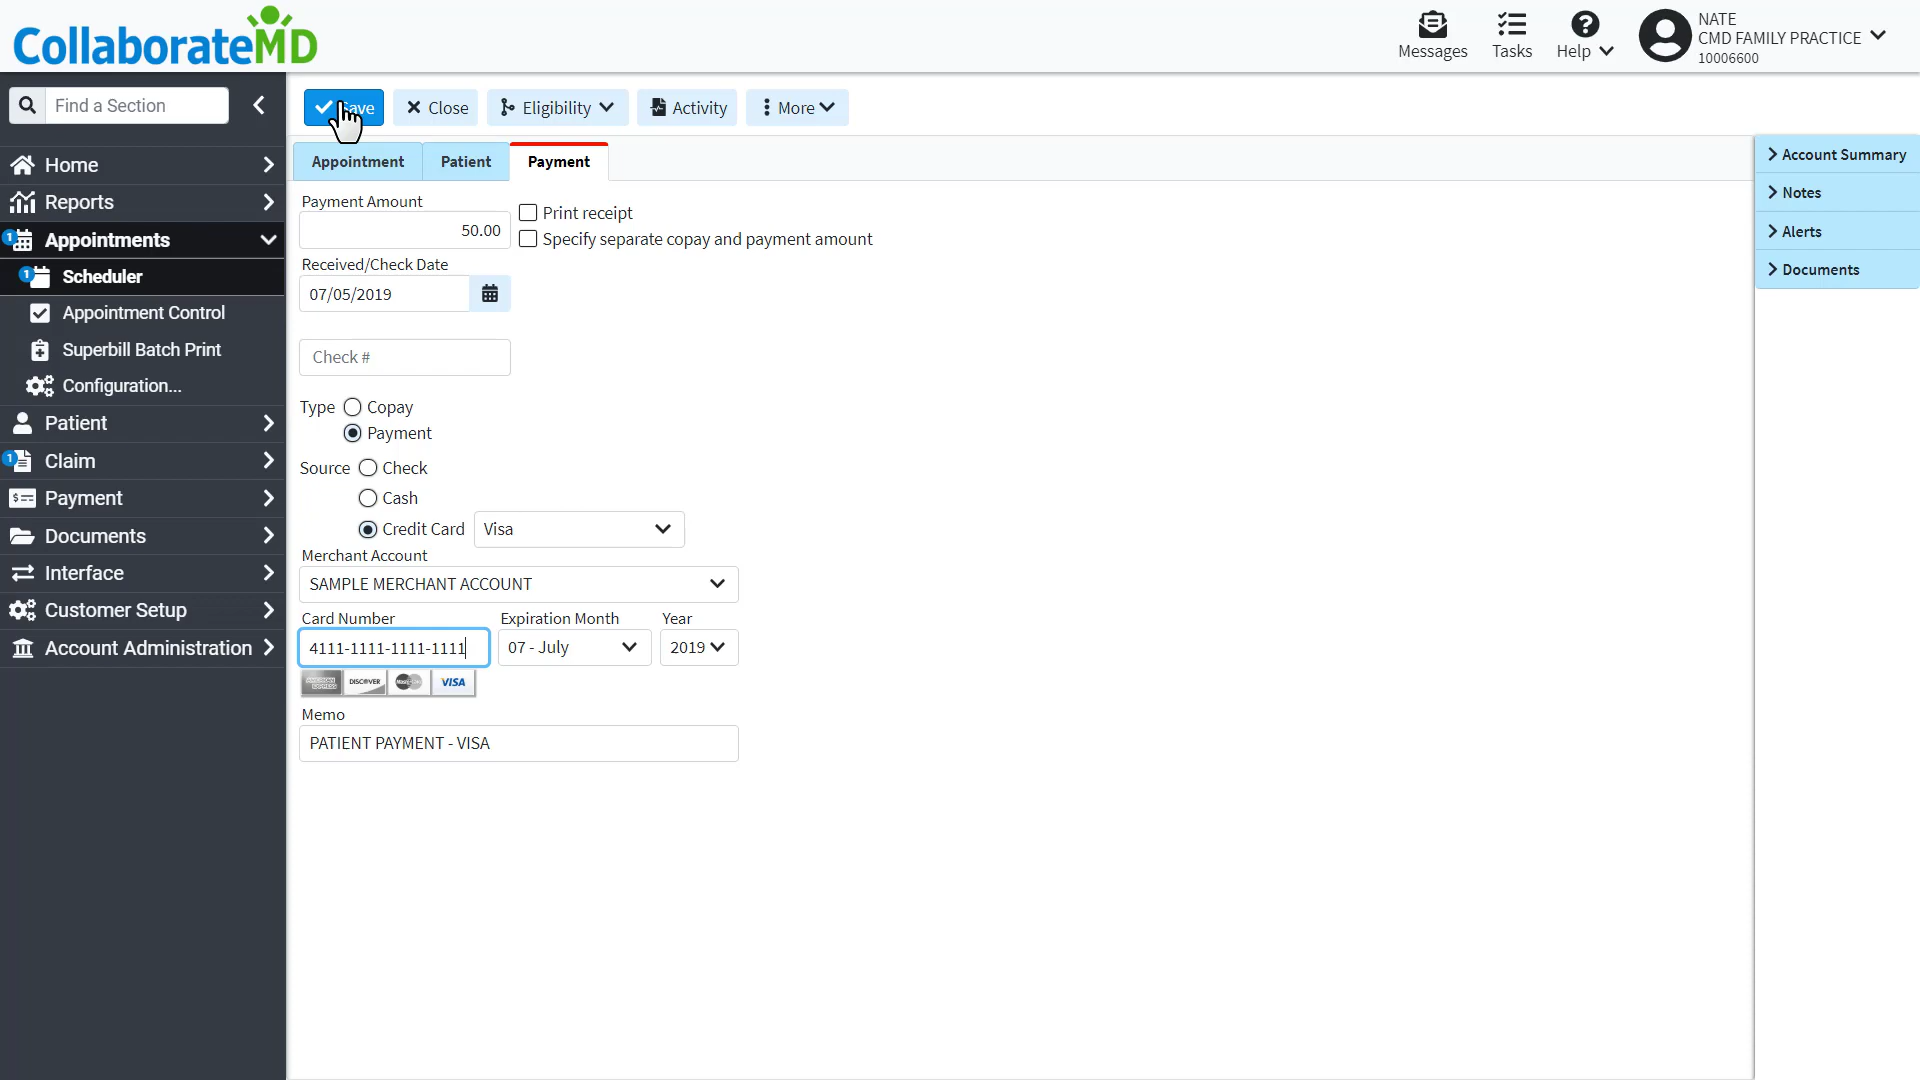 CollaborateMD
Messages
Tasks
Help
NATE
CMD FAMILY PRACTICE
10006600
Find a Section
Home
Reports
1 Appointments
1 Scheduler
Appointment Control
Superbill Batch Print
Configuration...
Patient
1 Claim
Payment
Documents
Interface
Customer Setup
Account Administration
Close
Eligibility
Activity
More
Appointment
Patient
Payment
Payment Amount
50.00
Print receipt
Specify separate copay and payment amount
Received/Check Date
07/05/2019
Check #
Type
Copay
Payment
Source
Check
Cash
Credit Card
Visa
Merchant Account
SAMPLE MERCHANT ACCOUNT
Card Number
Expiration Month
Year
4111-1111-1111-1111
07 - July
2019
DISCOVER
VISA
Memo
PATIENT PAYMENT - VISA
Account Summary
Notes
Alerts
Documents